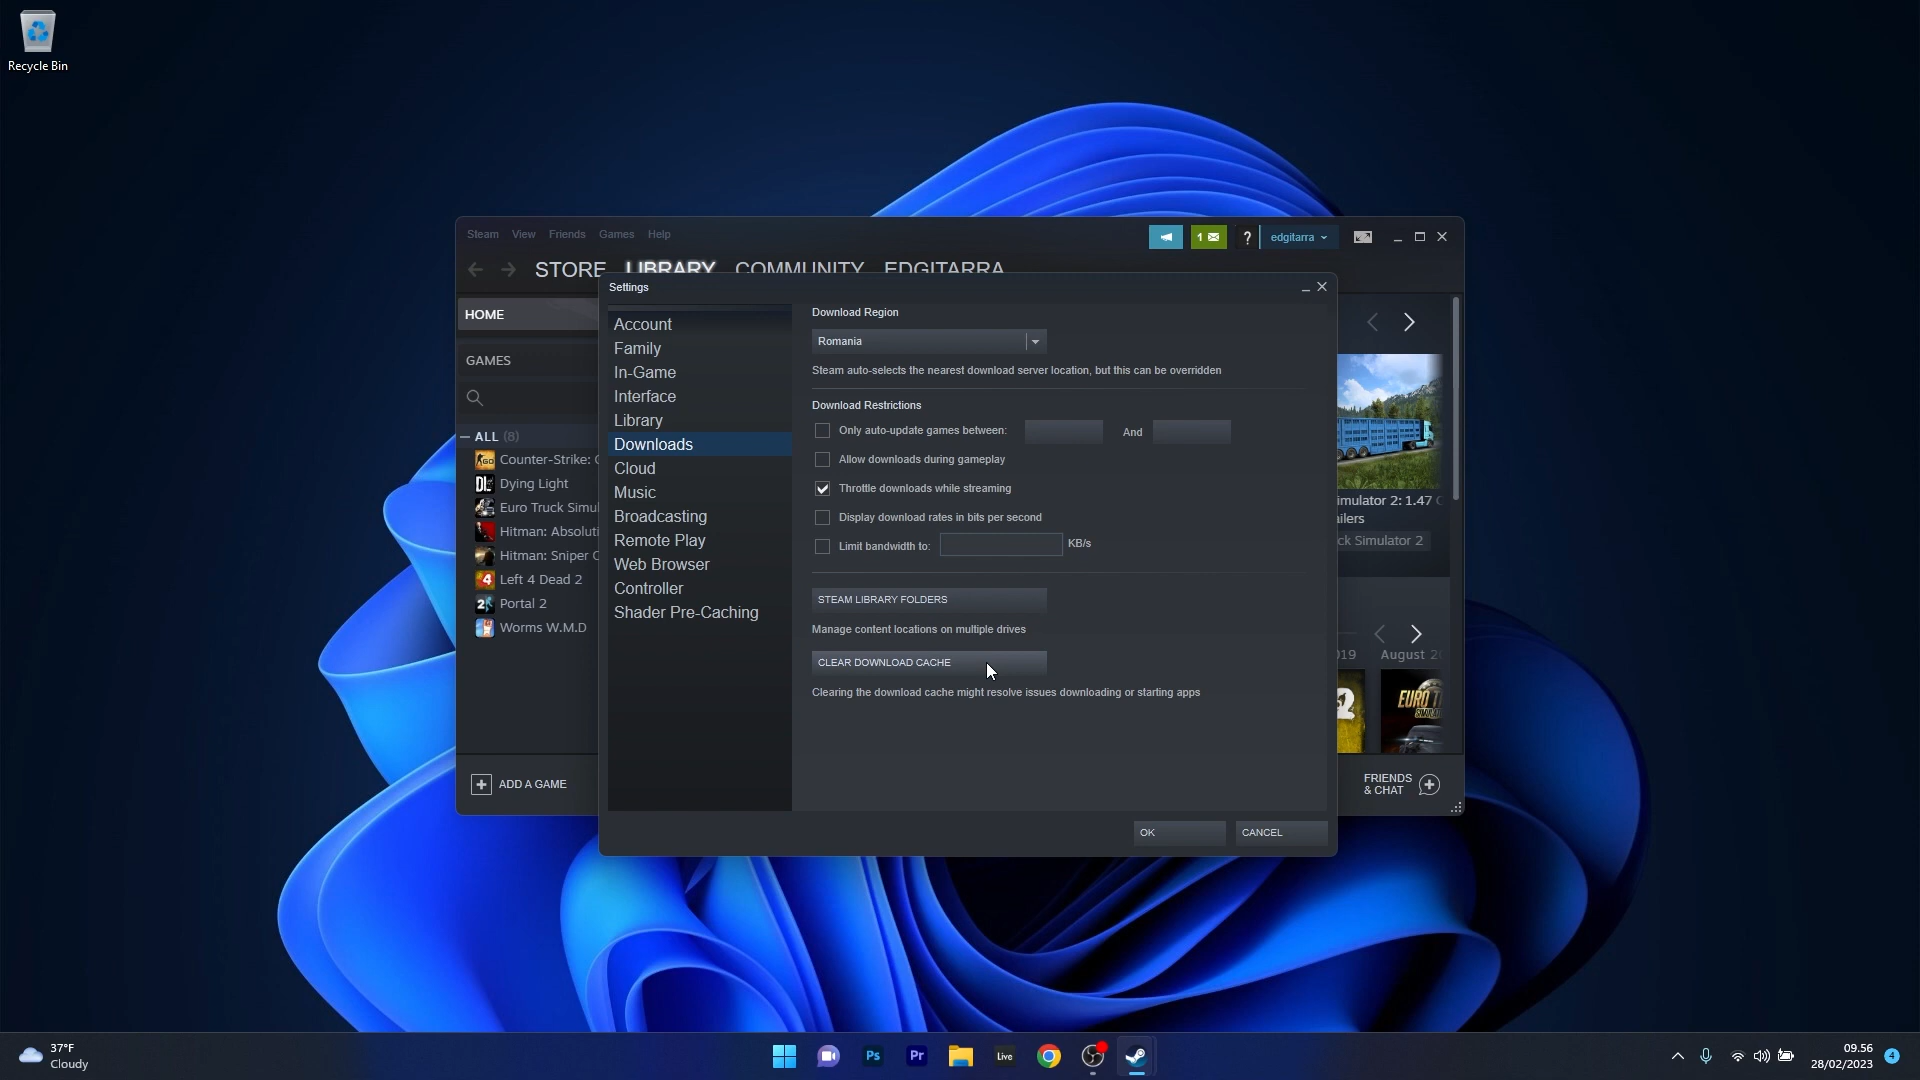 Recycle Bin
Steam View Friends Games Help
1
?
edgitarra
STORE LIBRARY COMMUNITY EDGITARRA
HOME
GAMES
ALL (8)
Counter-Strike:
Dying Light
Euro Truck Simu
Hitman: Absolut
Hitman: Sniper
Left 4 Dead 2
Portal 2
Worms W.M.D
ADD A GAME
Settings
Account
Family
In-Game
Interface
Library
Downloads
Cloud
Music
Broadcasting
Remote Play
Web Browser
Controller
Shader Pre-Caching
Download Region
Romania
Steam auto-selects the nearest download server location, but this can be overridden
Download Restrictions
Only auto-update games between: And
Allow downloads during gameplay
Throttle downloads while streaming
Display download rates in bits per second
Limit bandwidth to: KB/s
STEAM LIBRARY FOLDERS
Manage content locations on multiple drives
CLEAR DOWNLOAD CACHE
Clearing the download cache might resolve issues downloading or starting apps
OK CANCEL
imulator 2: 1.47
ilers
ck Simulator 2
19 August 2
EURO T
FRIENDS
& CHAT
37°F
Cloudy
Ps
Pr
Live
09.56
28/02/2023
4